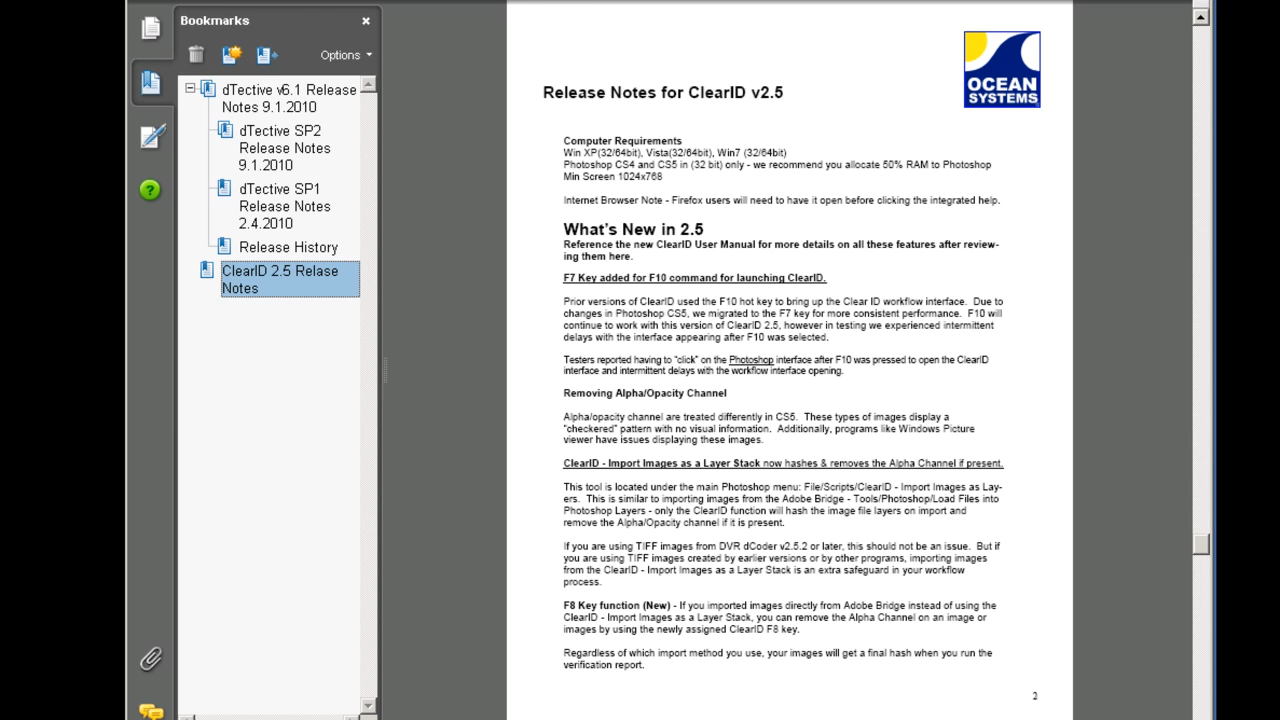 Bookmarks
Options
dTective v6.1 Release
Notes 9.1.2010
dTective SP2
Release Notes
9.1.2010
dTective SP1
Release Notes
2.4.2010
Release History
ClearID 2.5 Relase
Notes
OCEAN
SYSTEMS
Release Notes for ClearID v2.5
Computer Requirements
Win XP(32/64bit), Vista(32/64bit), Win7 (32/64bit)
Photoshop CS4 and CS5 in (32 bit) only - we recommend you allocate 50% RAM to Photoshop
Min Screen 1024x768
Internet Browser Note - Firefox users will need to have it open before clicking the integrated help.
What's New in 2.5
Reference the new ClearID User Manual for more details on all these features after review-
ing them here.
F7 Key added for F10 command for launching ClearID.
Prior versions of ClearID used the F10 hot key to bring up the Clear ID workflow interface. Due to
changes in Photoshop CS5, we migrated to the F7 key for more consistent performance. F10 will
continue to work with this version of ClearID 2.5, however in testing we experienced intermittent
delays with the interface appearing after F10 was selected.
Testers reported having to "click" on the Photoshop interface after F10 was pressed to open the ClearID
interface and intermittent delays with the workflow interface opening.
Removing Alpha/Opacity Channel
Alpha/opacity channel are treated differently in CS5. These types of images display a
"checkered" pattern with no visual information. Additionally, programs like Windows Picture
viewer have issues displaying these images.
ClearID - Import Images as a Layer Stack now hashes & removes the Alpha Channel if present.
This tool is located under the main Photoshop menu: File/Scripts/ClearID - Import Images as Lay-
ers. This is similar to importing images from the Adobe Bridge - Tools/Photoshop/Load Files into
Photoshop Layers - only the ClearID function will hash the image file layers on import and
remove the Alpha/Opacity channel if it is present.
If you are using TIFF images from DVR dCoder v2.5.2 or later, this should not be an issue. But if
you are using TIFF images created by earlier versions or by other programs, importing images
from the ClearID - Import Images as a Layer Stack is an extra safeguard in your workflow
process.
F8 Key function (New) - If you imported images directly from Adobe Bridge instead of using the
ClearID - Import Images as a Layer Stack, you can remove the Alpha Channel on an image or
images by using the newly assigned ClearID F8 key.
Regardless of which import method you use, your images will get a final hash when you run the
verification report.
2